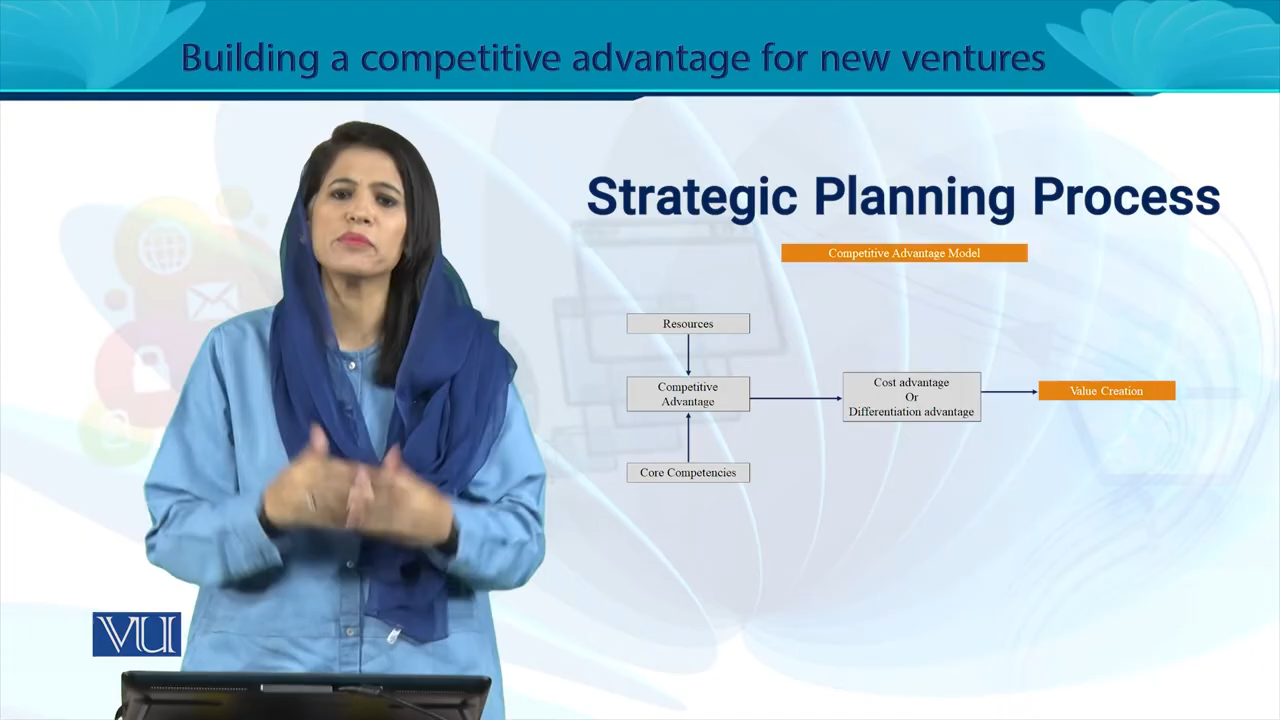 Building a competitive advantage for new ventures
Strategic Planning Process
Competitive Advantage Model
Resources
Competitive
Advantage
Cost advantage
Or
Differentiation advantage
Value Creation
Core Competencies
VU